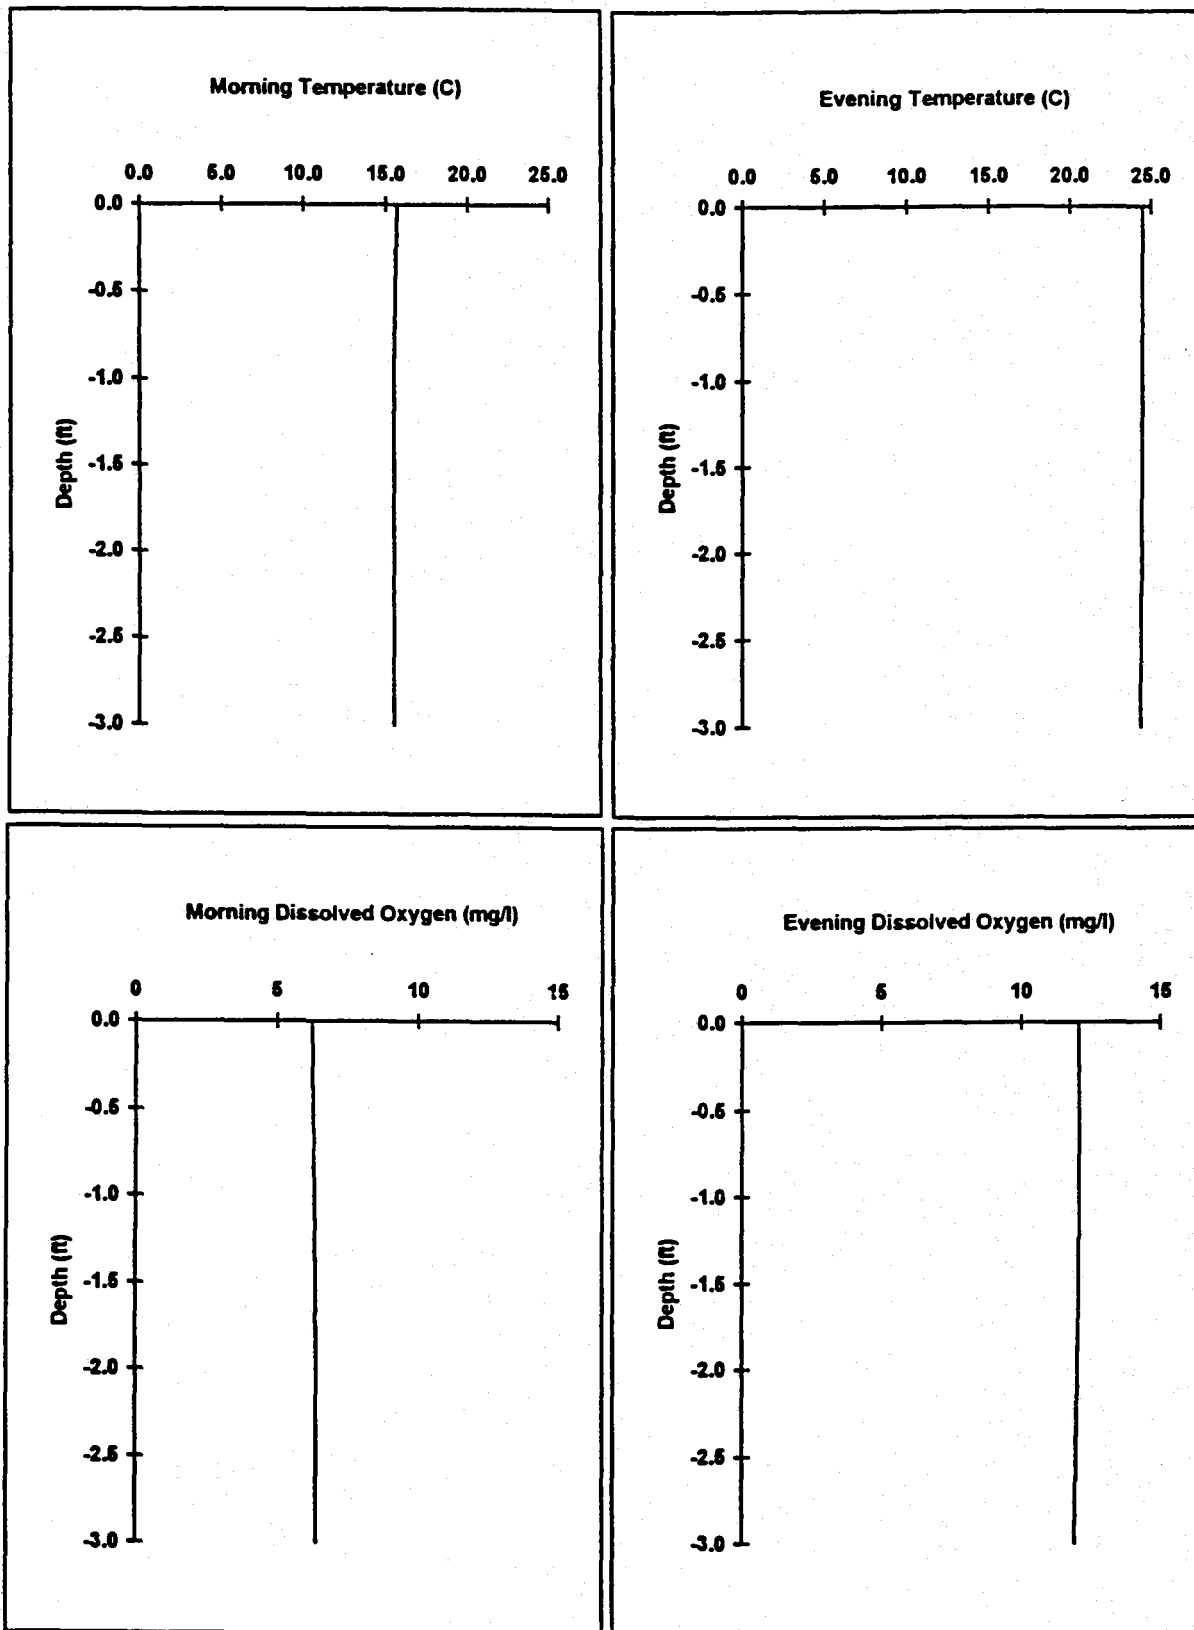 Morning Temperature (C)
0.0 5.0 10.0 15.0 20.0 25.0
0.0
-0.5
-1.0
-1.5
-2.0
-2.5
-3.0
Depth (ft)
Evening Temperature (C)
0.0 5.0 10.0 15.0 20.0 25.0
0.0
-0.5
-1.0
-1.5
-2.0
-2.5
-3.0
Depth (ft)
Morning Dissolved Oxygen (mg/l)
0 5 10 15
0.0
-0.5
-1.0
-1.5
-2.0
-2.5
-3.0
Depth (ft)
Evening Dissolved Oxygen (mg/l)
0 5 10 15
0.0
-0.5
-1.0
-1.5
-2.0
-2.5
-3.0
Depth (ft)